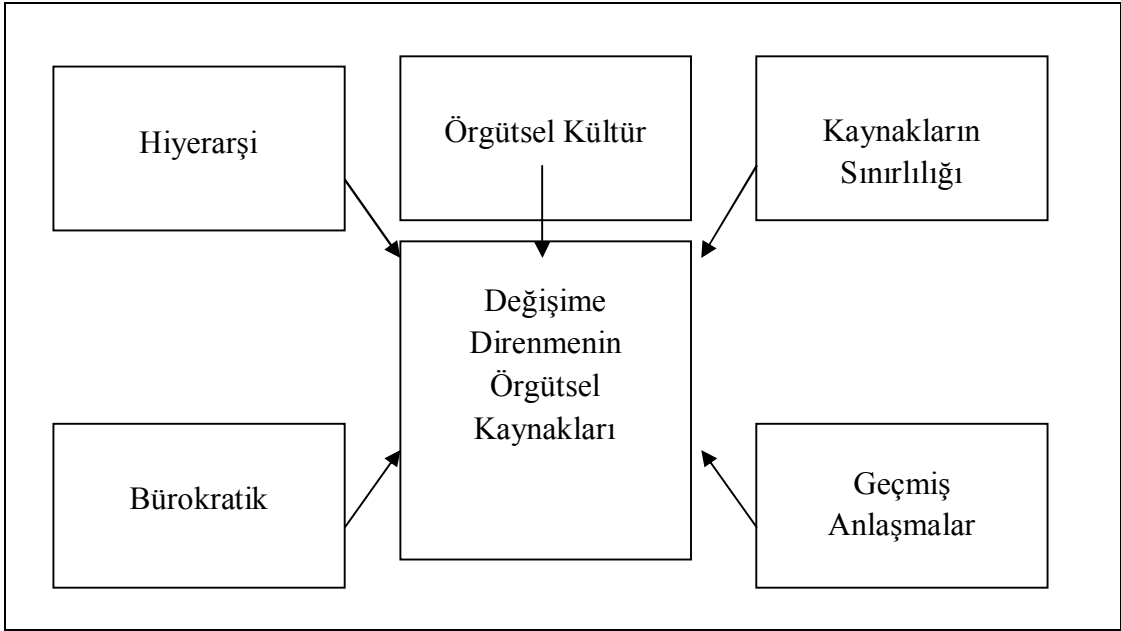 Hiyerarşi
Örgütsel Kültür
Kaynakların
Sınırlılığı
Değişime
Direnmenin
Örgütsel
Kaynakları
Bürokratik
Geçmiş
Anlaşmalar